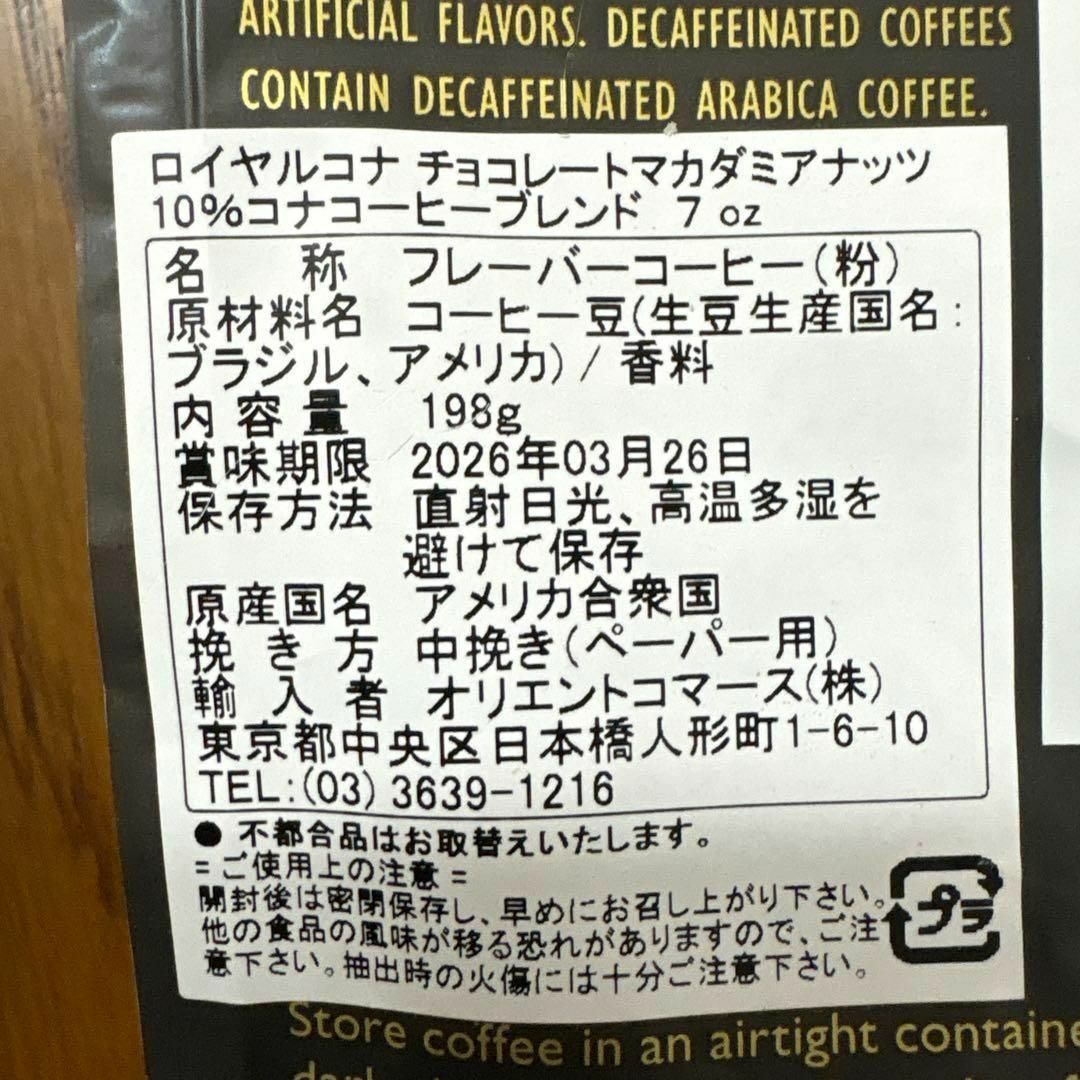 ARTIFICIAL FLAVORS. DECAFFEINATED COFFEES
CONTAIN DECAFFEINATED ARABICA COFFEE.
ロイヤルコナ チョコレートマカダミアナッツ
10%コナコーヒーブレンド 7 oz
名 称 フレーバーコーヒー(粉)
原材料名 コーヒー豆(生豆生産国名:
ブラジル、アメリカ) / 香料
内 容 量 198g
賞味期限 2026年03月26日
保存方法 直射日光、高温多湿を
避けて保存
原産国名 アメリカ合衆国
挽 き 方 中挽き(ペーパー用)
輸 入 者 オリエントコマース(株)
東京都中央区日本橋人形町1-6-10
TEL:(03) 3639-1216
● 不都合品はお取替えいたします。
= ご使用上の注意 =
開封後は密閉保存し、早めにお召し上がり下さい。
他の食品の風味が移る恐れがありますので、ご注
意下さい。抽出時の火傷には十分ご注意下さい。
プラ
Store coffee in an airtight